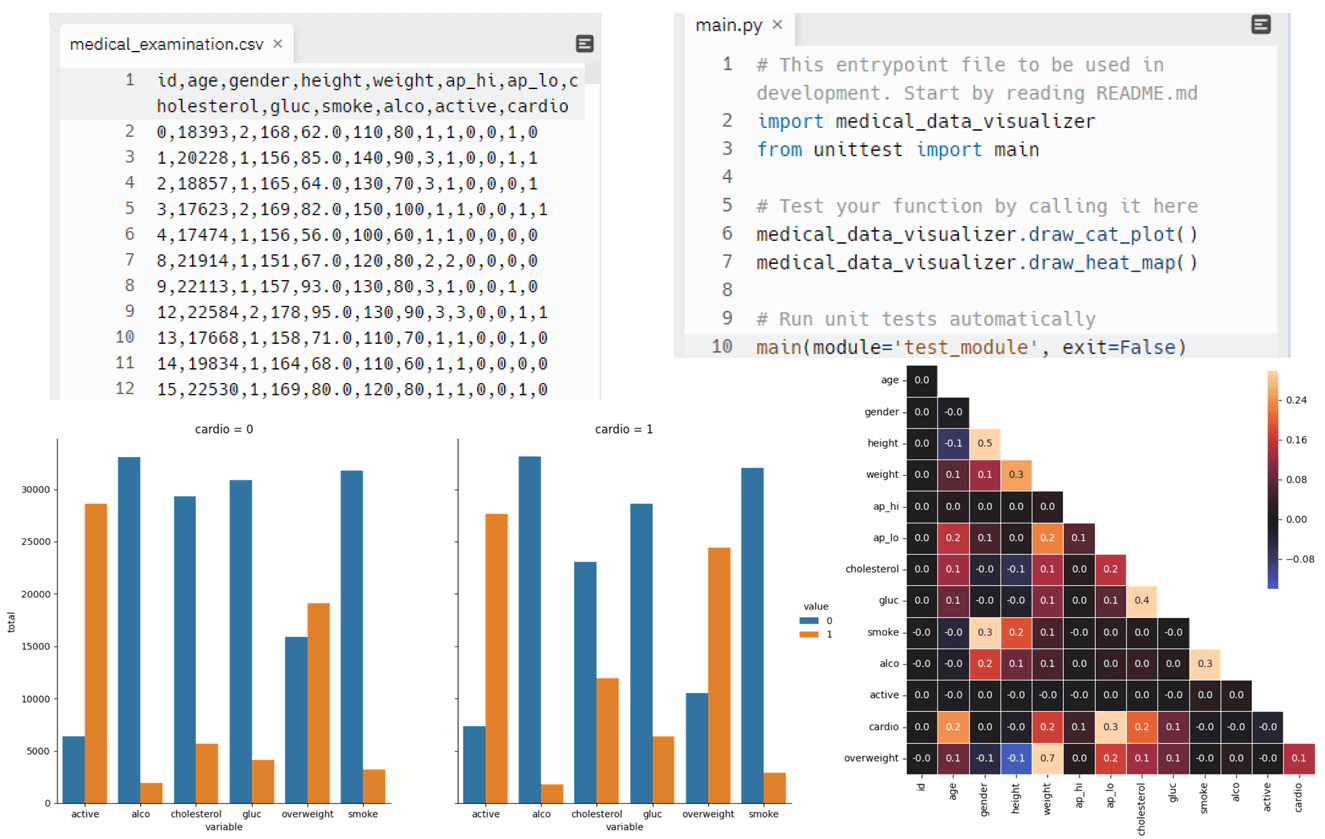 medical_examination.csv ×
1 id,age,gender,height,weight,ap_hi,ap_lo,c
holesterol,gluc,smoke,alco,active,cardio
2 0,18393,2,168,62.0,110,80,1,1,0,0,1,0
3 1,20228,1,156,85.0,140,90,3,1,0,0,1,1
4 2,18857,1,165,64.0,130,70,3,1,0,0,0,1
5 3,17623,2,169,82.0,150,100,1,1,0,0,1,1
6 4,17474,1,156,56.0,100,60,1,1,0,0,0,0
7 8,21914,1,151,67.0,120,80,2,2,0,0,0,0
8 9,22113,1,157,93.0,130,80,3,1,0,0,1,0
9 12,22584,2,178,95.0,130,90,3,3,0,0,1,1
10 13,17668,1,158,71.0,110,70,1,1,0,0,1,0
11 14,19834,1,164,68.0,110,60,1,1,0,0,0,0
12 15,22530,1,169,80.0,120,80,1,1,0,0,1,0
main.py ×
1 # This entrypoint file to be used in
development. Start by reading README.md
2 import medical_data_visualizer
3 from unittest import main
4
5 # Test your function by calling it here
6 medical_data_visualizer.draw_cat_plot()
7 medical_data_visualizer.draw_heat_map()
8
9 # Run unit tests automatically
10 main(module='test_module', exit=False)
cardio = 0
cardio = 1
total
30000
25000
20000
15000
10000
5000
0
active alco cholesterol gluc overweight smoke
variable
active alco cholesterol gluc overweight smoke
variable
value
0
1
age 0.0
gender 0.0 -0.0
height 0.0 -0.1 0.5
weight 0.0 0.1 0.1 0.3
ap_hi 0.0 0.0 0.0 0.0 0.0
ap_lo 0.0 0.2 0.1 0.0 0.2 0.1
cholesterol 0.0 0.1 -0.0 -0.1 0.1 0.0 0.2
gluc 0.0 0.1 -0.0 -0.0 0.1 0.0 0.1 0.4
smoke -0.0 -0.0 0.3 0.2 0.1 -0.0 0.0 0.0 -0.0
alco -0.0 -0.0 0.2 0.1 0.1 0.0 0.0 0.0 0.0 0.3
active 0.0 -0.0 0.0 -0.0 -0.0 -0.0 0.0 0.0 -0.0 0.0 0.0
cardio 0.0 0.2 0.0 -0.0 0.2 0.1 0.3 0.2 0.1 -0.0 -0.0 -0.0
overweight -0.0 0.1 -0.1 -0.1 0.7 0.0 0.2 0.1 0.1 -0.0 0.0 -0.0 0.1
id age gender height weight ap_hi ap_lo cholesterol gluc smoke alco active cardio
0.24
0.16
0.08
0.00
−0.08